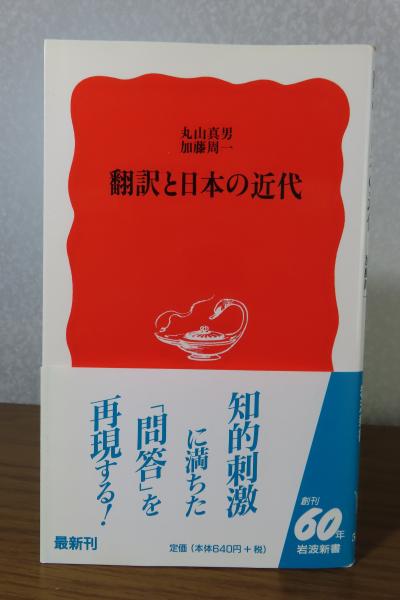 丸山真男
加藤周一
翻訳と日本の近代
知的刺激
に満ちた
「問答」を
再現する!
最新刊
定価(本体640円+税)
創刊
60年
岩波新書